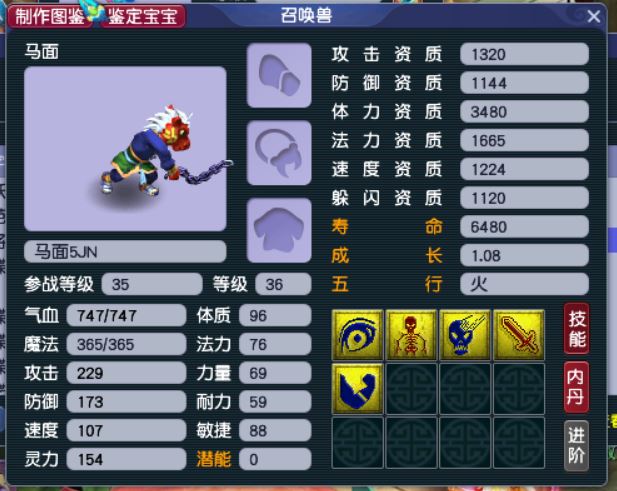 制作图鉴 鉴定宝宝 召唤兽
马面
攻击资质 1320
防御资质 1144
体力资质 3480
法力资质 1665
速度资质 1224
躲闪资质 1120
寿命 6480
成长 1.08
五行 火
马面5JN
参战等级 35 等级 36
气血 747/747 体质 96
魔法 365/365 法力 76
攻击 229 力量 69
防御 173 耐力 59
速度 107 敏捷 88
灵力 154 潜能 0
技能
内丹
进阶